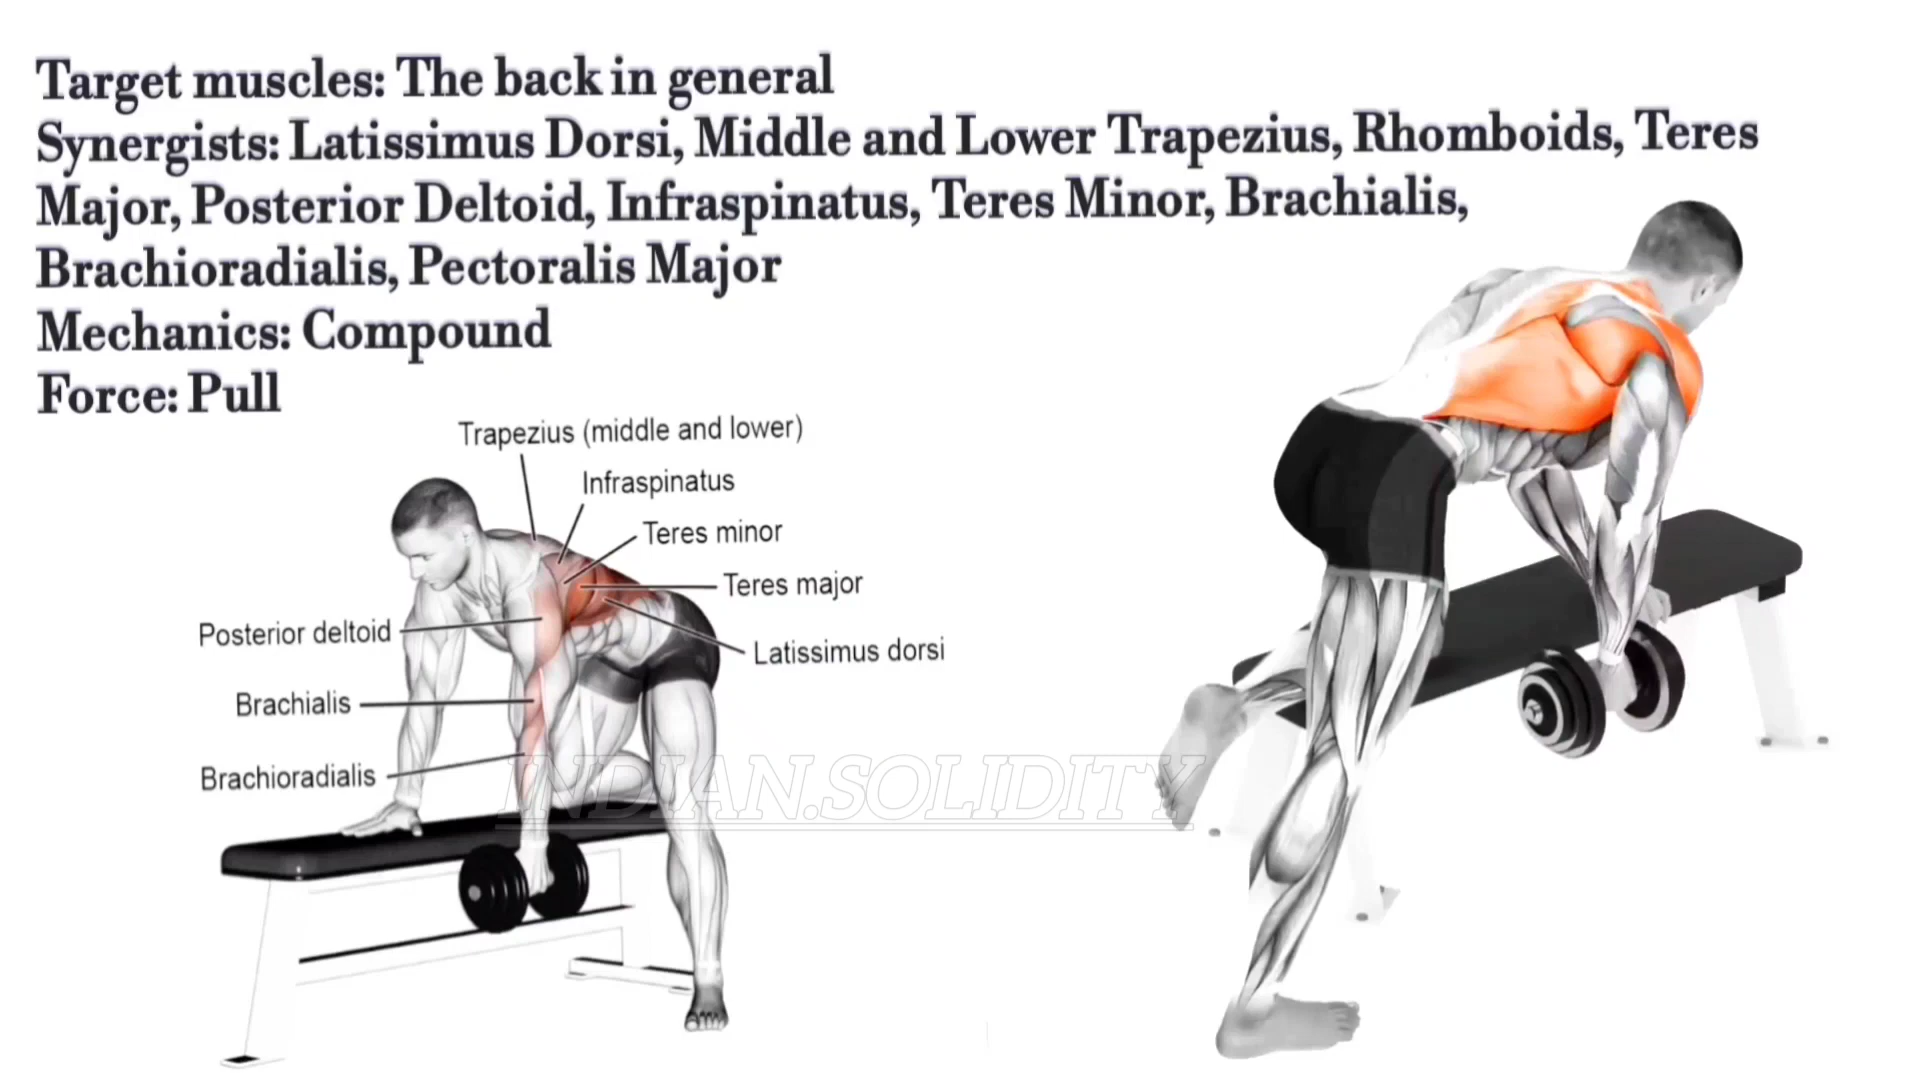 Target muscles: The back in general
Synergists: Latissimus Dorsi, Middle and Lower Trapezius, Rhomboids, Teres
Major, Posterior Deltoid, Infraspinatus, Teres Minor, Brachialis,
Brachioradialis, Pectoralis Major
Mechanics: Compound
Force: Pull
Trapezius (middle and lower)
Infraspinatus
Teres minor
Teres major
Posterior deltoid
Latissimus dorsi
Brachialis
Brachioradialis
INDIAN.SOLIDITY